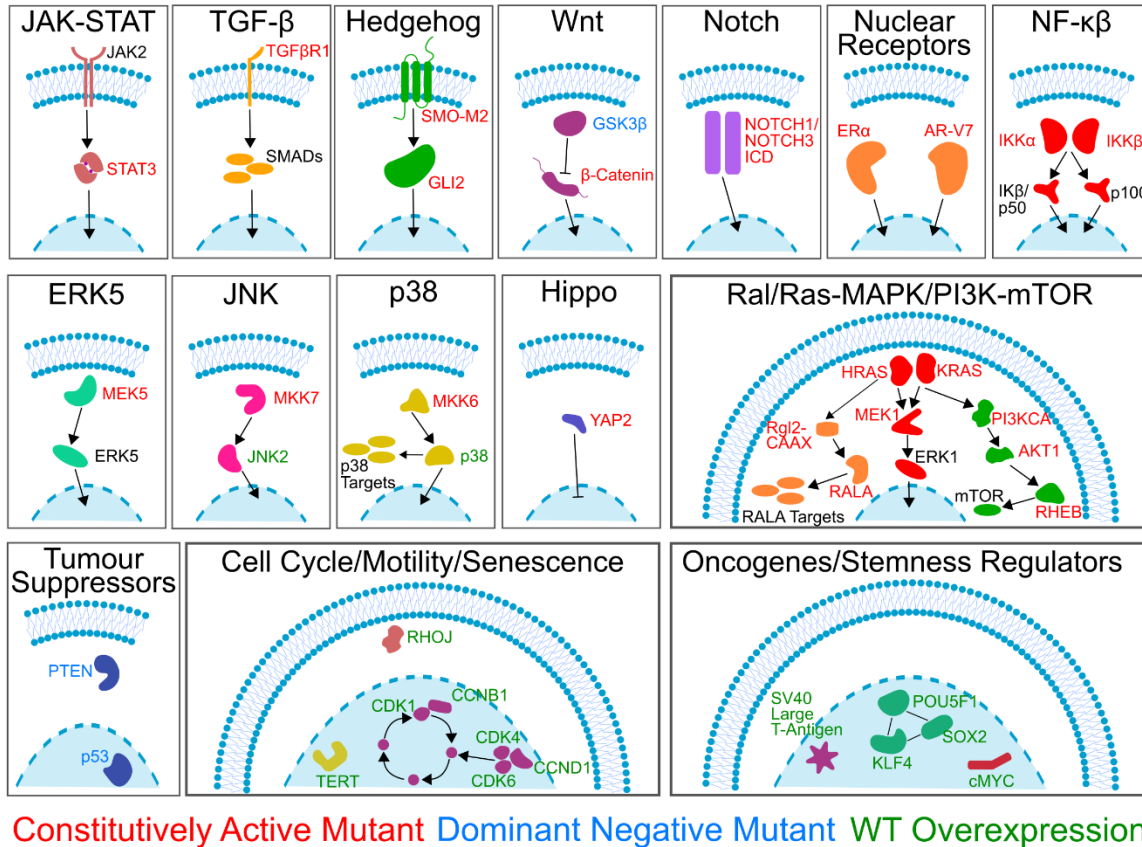 JAK-STAT
JAK2
STAT3
TGF-β
TGFβR1
SMADs
Hedgehog
SMO-M2
GLI2
Wnt
GSK3β
β-Catenin
Notch
NOTCH1/
NOTCH3
ICD
Nuclear
Receptors
ERα
AR-V7
NF-κβ
IKKα
IKKβ
IKβ/
p50
p100
ERK5
MEK5
ERK5
JNK
MKK7
JNK2
p38
MKK6
p38
p38
Targets
Hippo
YAP2
Ral/Ras-MAPK/PI3K-mTOR
HRAS
KRAS
MEK1
Rgl2-
CAAX
PI3KCA
AKT1
ERK1
RALA
mTOR
RHEB
RALA Targets
Tumour
Suppressors
PTEN
p53
Cell Cycle/Motility/Senescence
RHOJ
CCNB1
CDK1
CDK4
CCND1
CDK6
TERT
Oncogenes/Stemness Regulators
SV40
Large
T-Antigen
POU5F1
SOX2
KLF4
cMYC
Constitutively Active Mutant Dominant Negative Mutant WT Overexpression